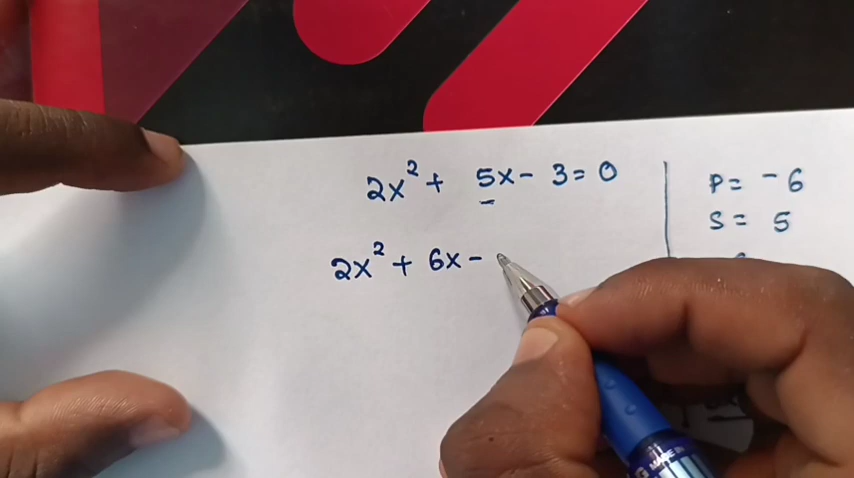 2x² + 5x - 3 = 0
2x² + 6x -
P = -6
S = 5